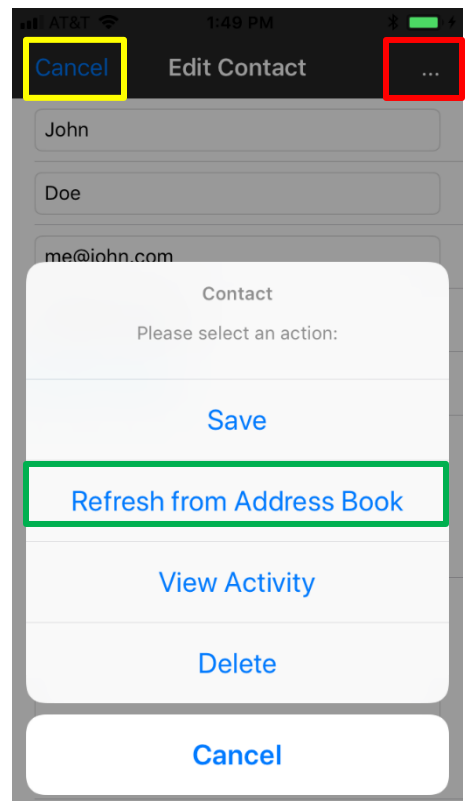 AT&T 1:49 PM
Cancel Edit Contact ...
John
Doe
me@john.com
Contact
Please select an action:
Save
Refresh from Address Book
View Activity
Delete
Cancel